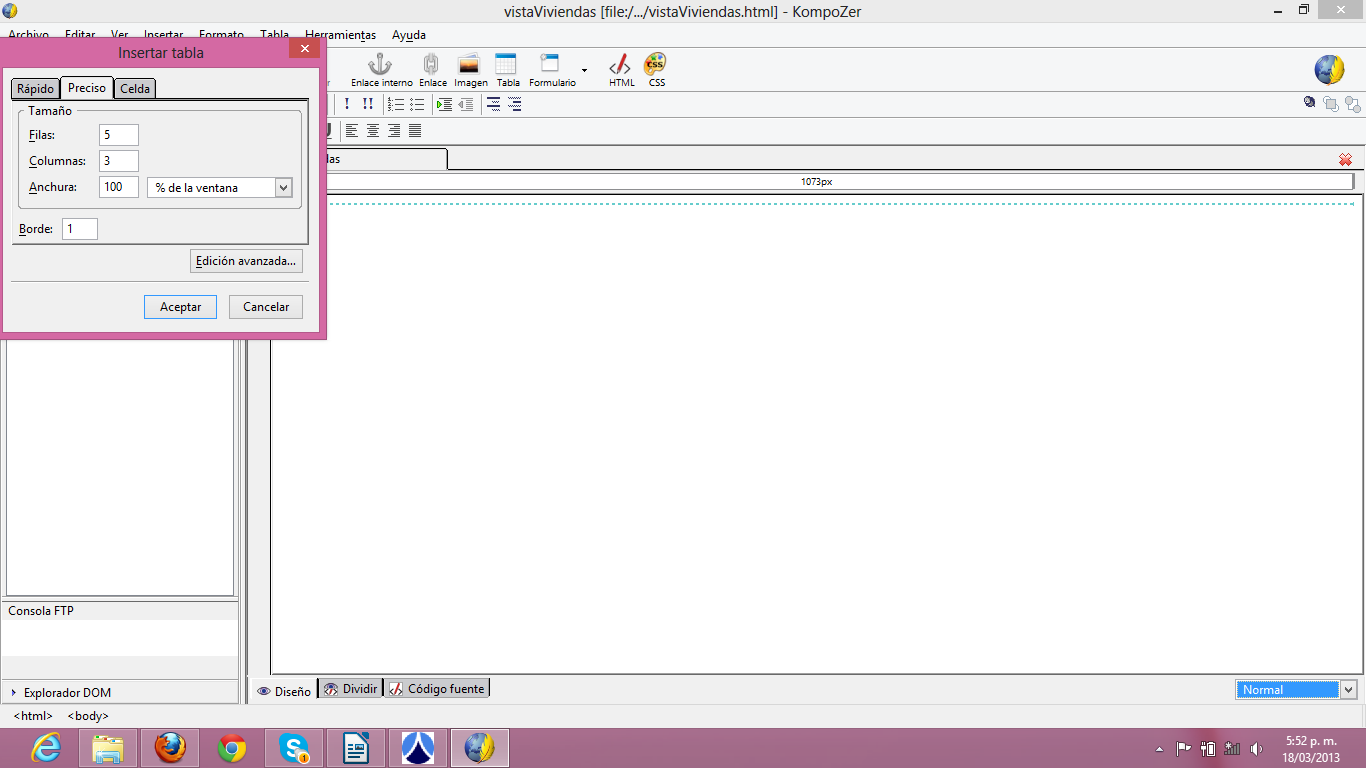 vistaViviendas [file:/.../vistaViviendas.html] - KompoZer
Archivo Editar Ver Insertar Formato Tabla Herramientas Ayuda
Insertar tabla
Enlace interno Enlace Imagen Tabla Formulario HTML CSS
Rápido Preciso Celda
Tamaño
Filas: 5
Columnas: 3
Anchura: 100 % de la ventana
Borde: 1
Edición avanzada...
Aceptar Cancelar
das
1073px
Consola FTP
Explorador DOM
Diseño Dividir Código fuente Normal
<html> <body>
5:52 p. m.
18/03/2013